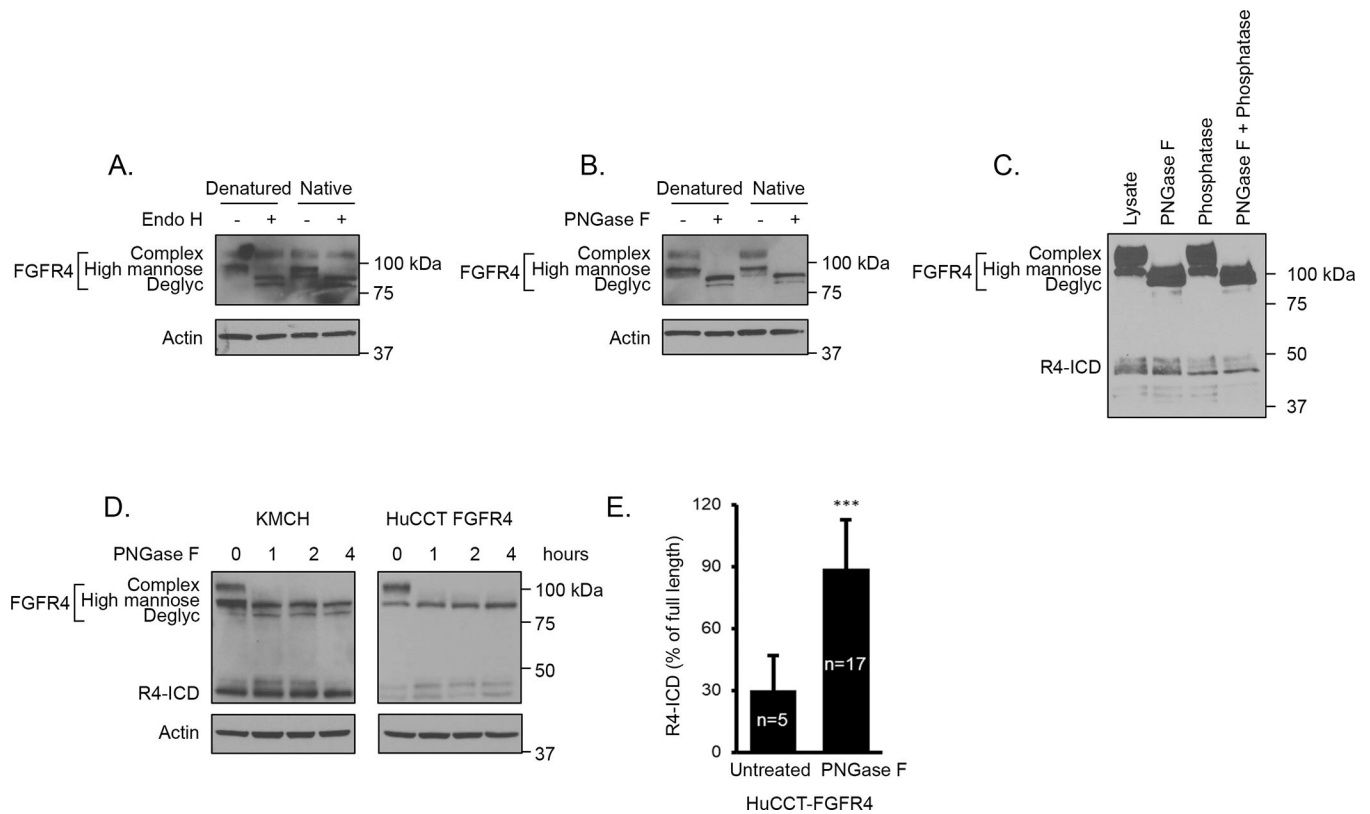 A.
Denatured Native
Endo H - + - +
FGFR4
Complex
High mannose
Deglyc
100 kDa
75
Actin
37
B.
Denatured Native
PNGase F - + - +
FGFR4
Complex
High mannose
Deglyc
100 kDa
75
Actin
37
C.
Lysate
PNGase F
Phosphatase
PNGase F + Phosphatase
FGFR4
Complex
High mannose
Deglyc
100 kDa
75
50
R4-ICD
37
D.
KMCH HuCCT FGFR4
PNGase F 0 1 2 4 0 1 2 4 hours
FGFR4
Complex
High mannose
Deglyc
100 kDa
75
50
R4-ICD
Actin
37
E.
R4-ICD (% of full length)
120
90
60
30
0
***
n=17
n=5
Untreated PNGase F
HuCCT-FGFR4